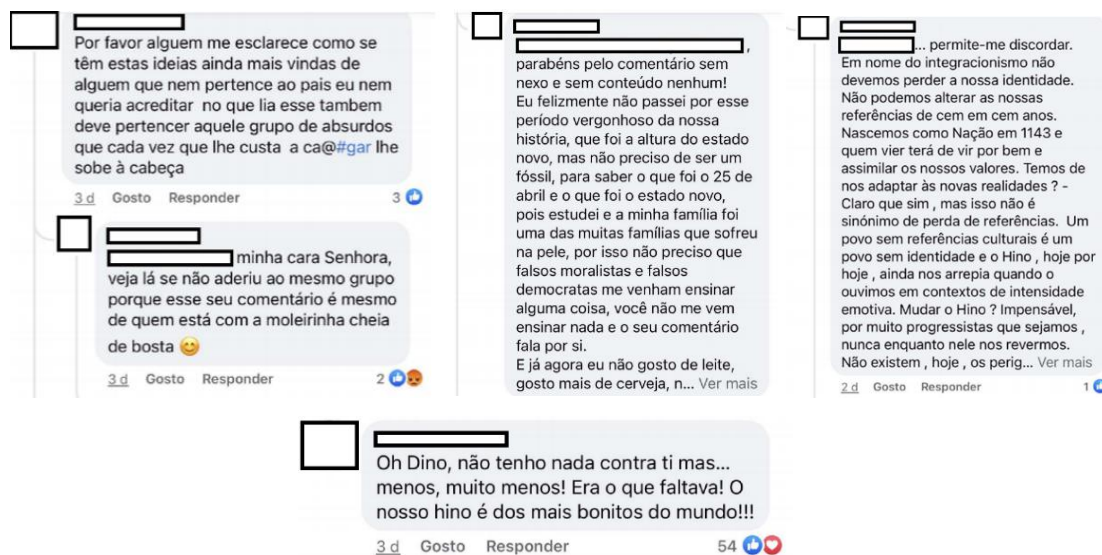 Por favor alguem me esclarece como se
têm estas ideias ainda mais vindas de
alguem que nem pertence ao pais eu nem
queria acreditar no que lia esse tambem
deve pertencer aquele grupo de absurdos
que cada vez que lhe custa a ca@#gar lhe
sobe à cabeça
3 d Gosto Responder 3
minha cara Senhora,
veja lá se não aderiu ao mesmo grupo
porque esse seu comentário é mesmo
de quem está com a moleirinha cheia
de bosta 😊
3 d Gosto Responder 2
,
parabéns pelo comentário sem
nexo e sem conteúdo nenhum!
Eu felizmente não passei por esse
período vergonhoso da nossa
história, que foi a altura do estado
novo, mas não preciso de ser um
fóssil, para saber o que foi o 25 de
abril e o que foi o estado novo,
pois estudei e a minha família foi
uma das muitas famílias que sofreu
na pele, por isso não preciso que
falsos moralistas e falsos
democratas me venham ensinar
alguma coisa, você não me vem
ensinar nada e o seu comentário
fala por si.
E já agora eu não gosto de leite,
gosto mais de cerveja, n... Ver mais
... permite-me discordar.
Em nome do integracionismo não
devemos perder a nossa identidade.
Não podemos alterar as nossas
referências de cem em cem anos.
Nascemos como Nação em 1143 e
quem vier terá de vir por bem e
assimilar os nossos valores. Temos de
nos adaptar às novas realidades ? -
Claro que sim , mas isso não é
sinónimo de perda de referências. Um
povo sem referências culturais é um
povo sem identidade e o Hino , hoje por
hoje , ainda nos arrepia quando o
ouvimos em contextos de intensidade
emotiva. Mudar o Hino ? Impensável,
por muito progressistas que sejamos ,
nunca enquanto nele nos revermos.
Não existem , hoje , os perig... Ver mais
2 d Gosto Responder 1
Oh Dino, não tenho nada contra ti mas...
menos, muito menos! Era o que faltava! O
nosso hino é dos mais bonitos do mundo!!!
3 d Gosto Responder 54